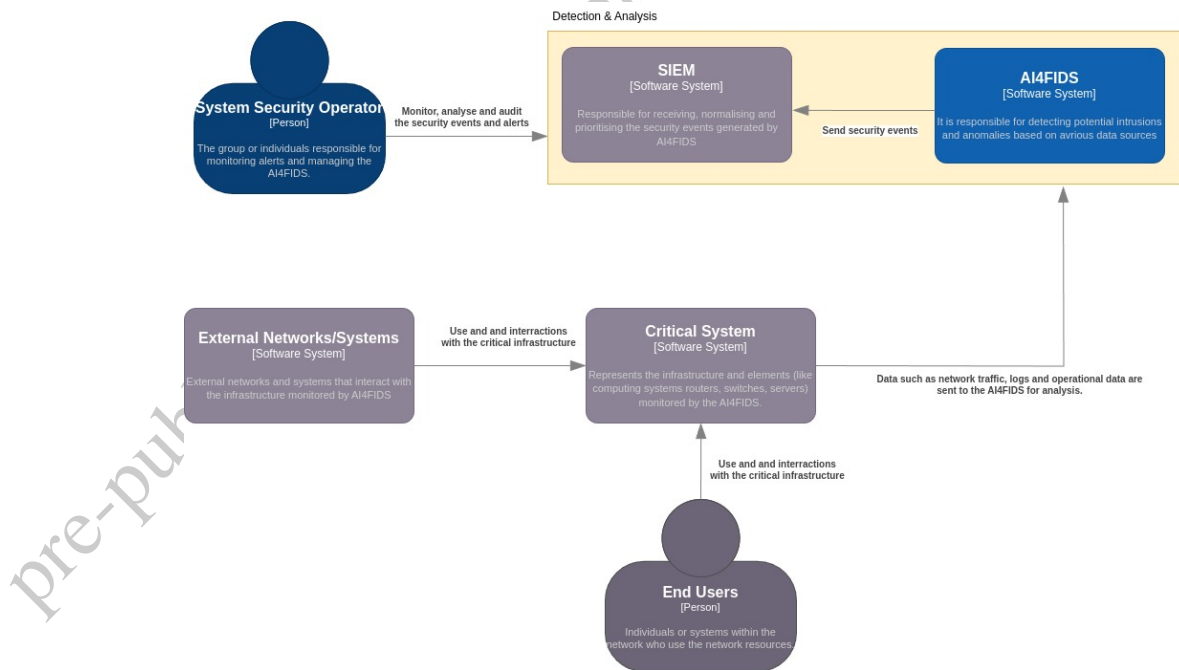 Detection & Analysis
System Security Operator
[Person]
The group or individuals responsible for
monitoring alerts and managing the
AI4FIDS.
Monitor, analyse and audit
the security events and alerts
SIEM
[Software System]
Responsible for receiving, normalising and
prioritising the security events generated by
AI4FIDS
Send security events
AI4FIDS
[Software System]
It is responsible for detecting potential intrusions
and anomalies based on avrious data sources
External Networks/Systems
[Software System]
External networks and systems that interact with
the infrastructure monitored by AI4FIDS
Use and and interractions
with the critical infrastructure
Critical System
[Software System]
Represents the infrastructure and elements (like
computing systems routers, switches, servers)
monitored by the AI4FIDS.
Data such as network traffic, logs and operational data are
sent to the AI4FIDS for analysis.
Use and and interractions
with the critical infrastructure
End Users
[Person]
Individuals or systems within the
network who use the network resources.
pre-pub